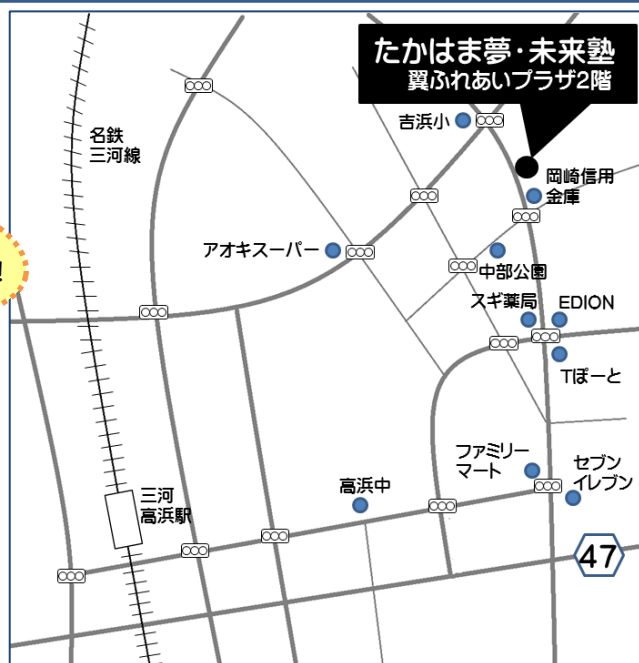 たかはま夢・未来塾
翼ふれあいプラザ2階
名鉄
三河線
吉浜小
岡崎信用
金庫
アオキスーパー
中部公園
スギ薬局
EDION
Tぽーと
ファミリー
マート
セブン
イレブン
高浜中
三河
高浜駅
47
!